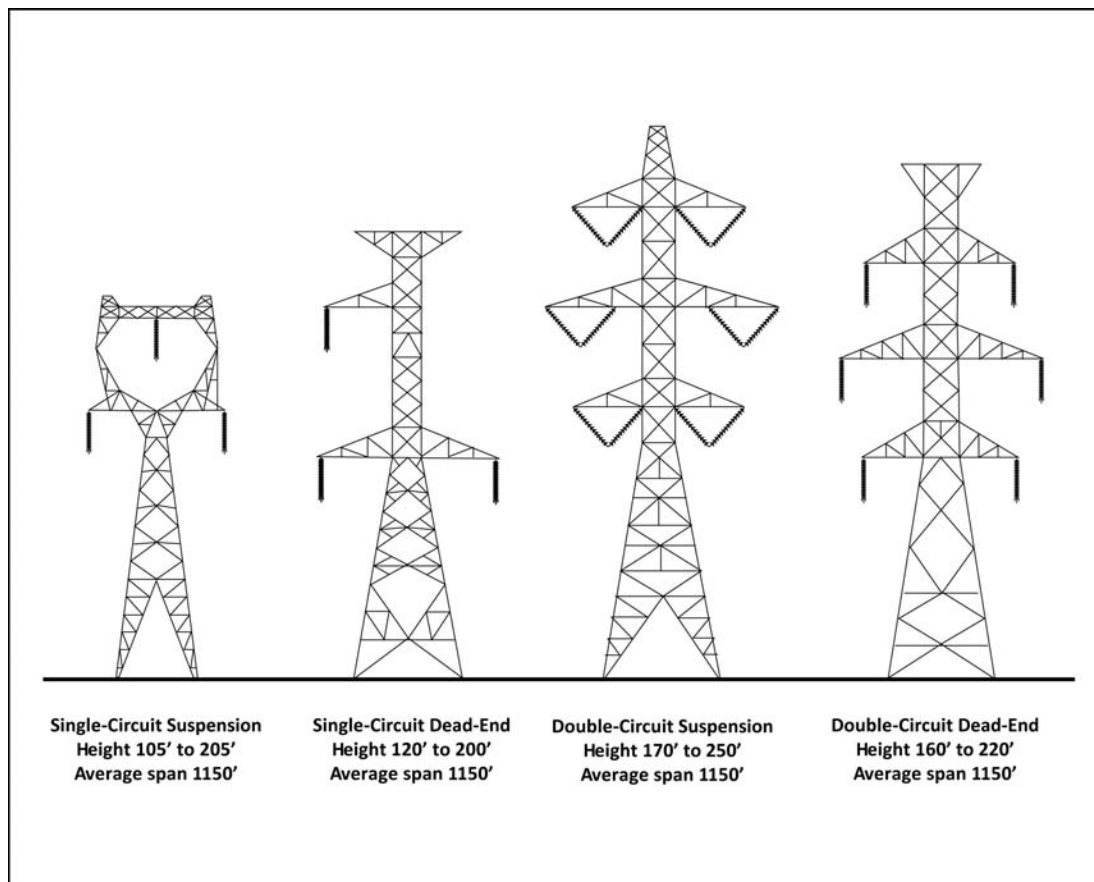 Single-Circuit Suspension
Height 105’ to 205’
Average span 1150’
Single-Circuit Dead-End
Height 120’ to 200’
Average span 1150’
Double-Circuit Suspension
Height 170’ to 250’
Average span 1150’
Double-Circuit Dead-End
Height 160’ to 220’
Average span 1150’